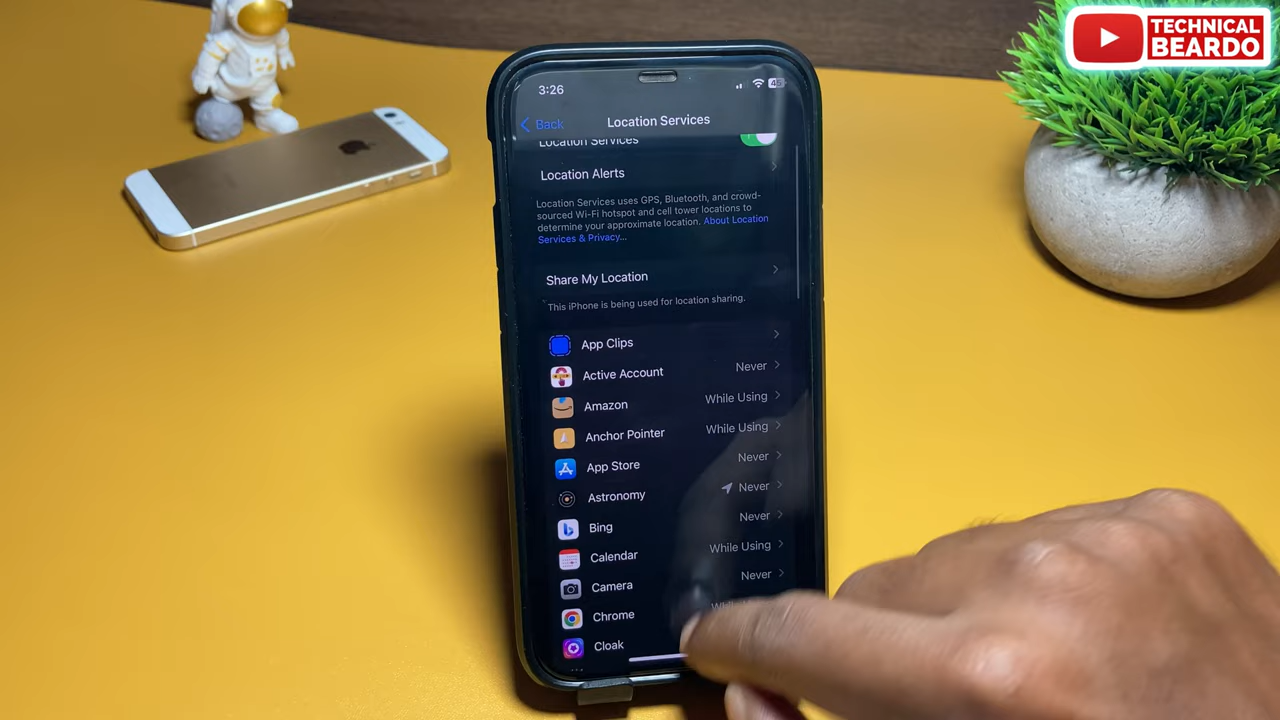 TECHNICAL
BEARDO
3:26
45
Back
Location Services
Location Services
Location Alerts
Location Services uses GPS, Bluetooth, and crowd-
sourced Wi-Fi hotspot and cell tower locations to
determine your approximate location. About Location
Services & Privacy...
Share My Location
This iPhone is being used for location sharing.
App Clips
Active Account Never
Amazon While Using
Anchor Pointer While Using
App Store Never
Astronomy Never
Bing Never
Calendar While Using
Camera Never
Chrome
Cloak